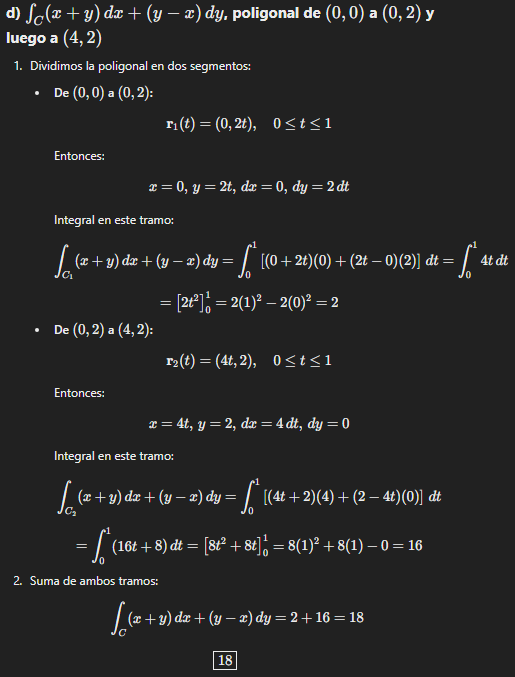 d) ∫_C (x + y) dx + (y − x) dy, poligonal de (0, 0) a (0, 2) y
luego a (4, 2)
1. Dividimos la poligonal en dos segmentos:
• De (0, 0) a (0, 2):
r₁(t) = (0, 2t), 0 ≤ t ≤ 1
Entonces:
x = 0, y = 2t, dx = 0, dy = 2 dt
Integral en este tramo:
∫_{C₁} (x + y) dx + (y − x) dy = ∫₀¹ [(0 + 2t)(0) + (2t − 0)(2)] dt = ∫₀¹ 4t dt
= [2t²]₀¹ = 2(1)² − 2(0)² = 2
• De (0, 2) a (4, 2):
r₂(t) = (4t, 2), 0 ≤ t ≤ 1
Entonces:
x = 4t, y = 2, dx = 4 dt, dy = 0
Integral en este tramo:
∫_{C₂} (x + y) dx + (y − x) dy = ∫₀¹ [(4t + 2)(4) + (2 − 4t)(0)] dt
= ∫₀¹ (16t + 8) dt = [8t² + 8t]₀¹ = 8(1)² + 8(1) − 0 = 16
2. Suma de ambos tramos:
∫_C (x + y) dx + (y − x) dy = 2 + 16 = 18
18